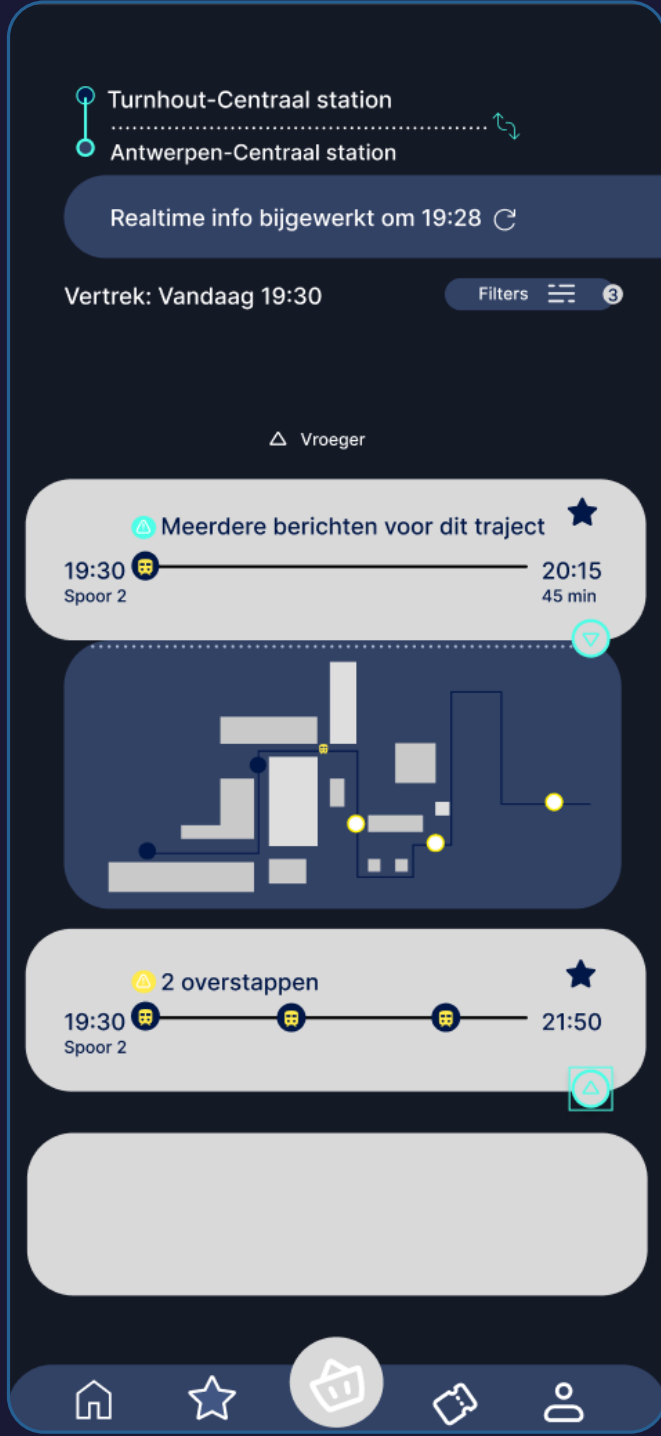 Turnhout-Centraal station
Antwerpen-Centraal station
Realtime info bijgewerkt om 19:28
Vertrek: Vandaag 19:30
Filters 3
Vroeger
Meerdere berichten voor dit traject
19:30 20:15
Spoor 2 45 min
2 overstappen
19:30 21:50
Spoor 2